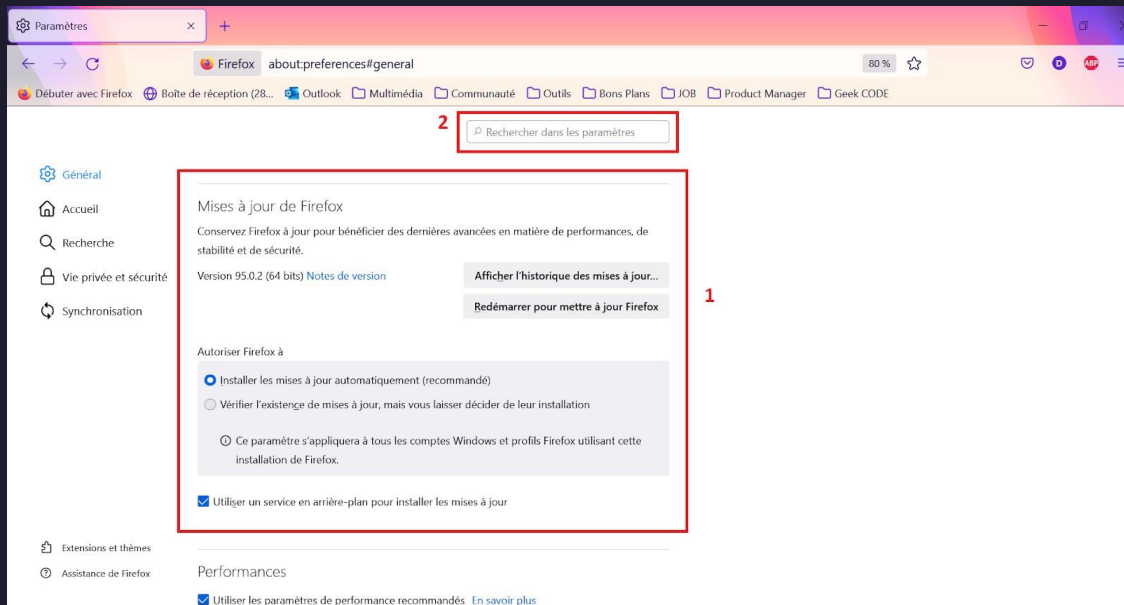 Paramètres
Firefox about:preferences#general 80 %
Débuter avec Firefox Boîte de réception (28... Outlook Multimédia Communauté Outils Bons Plans JOB Product Manager Geek CODE
2 Rechercher dans les paramètres
Général
Accueil
Recherche
Vie privée et sécurité
Synchronisation
Extensions et thèmes
Assistance de Firefox
Mises à jour de Firefox
Conservez Firefox à jour pour bénéficier des dernières avancées en matière de performances, de
stabilité et de sécurité.
Version 95.0.2 (64 bits) Notes de version
Afficher l'historique des mises à jour...
Redémarrer pour mettre à jour Firefox
1
Autoriser Firefox à
Installer les mises à jour automatiquement (recommandé)
Vérifier l'existence de mises à jour, mais vous laisser décider de leur installation
Ce paramètre s'appliquera à tous les comptes Windows et profils Firefox utilisant cette
installation de Firefox.
Utiliser un service en arrière-plan pour installer les mises à jour
Performances
Utiliser les paramètres de performance recommandés En savoir plus
D
ABP